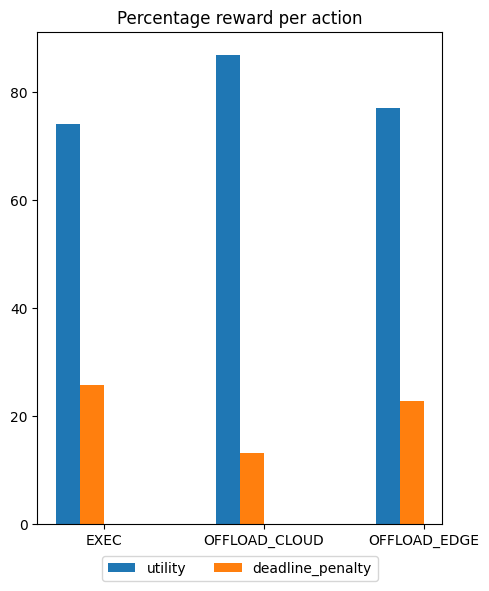 Percentage reward per action
80
60
40
20
0
EXEC OFFLOAD_CLOUD OFFLOAD_EDGE
utility deadline_penalty